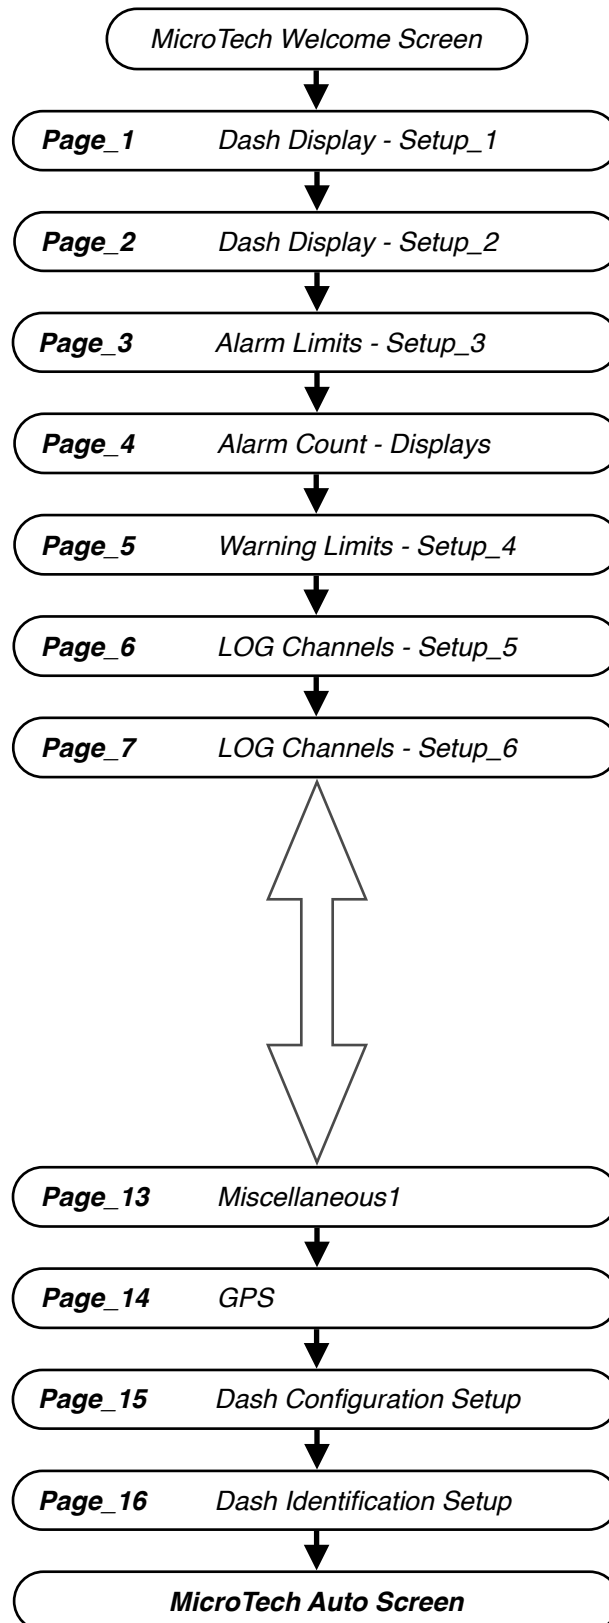 MicroTech Welcome Screen
Page_1 Dash Display - Setup_1
Page_2 Dash Display - Setup_2
Page_3 Alarm Limits - Setup_3
Page_4 Alarm Count - Displays
Page_5 Warning Limits - Setup_4
Page_6 LOG Channels - Setup_5
Page_7 LOG Channels - Setup_6
Page_13 Miscellaneous1
Page_14 GPS
Page_15 Dash Configuration Setup
Page_16 Dash Identification Setup
MicroTech Auto Screen